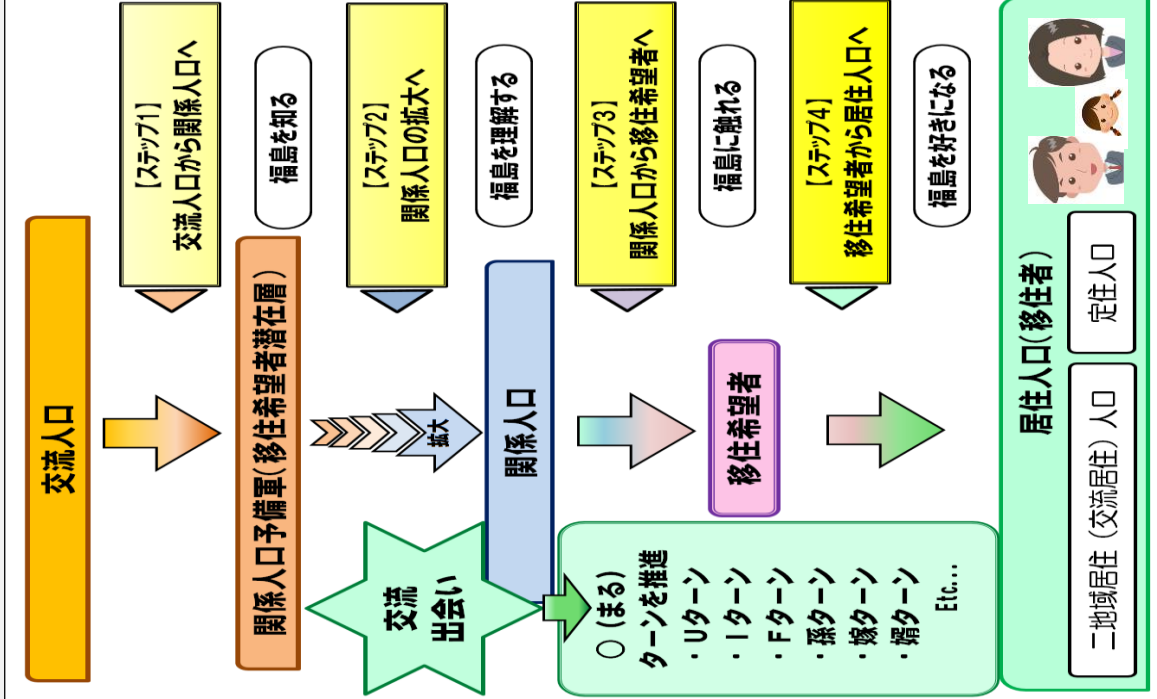 交流人口
【ステップ1】
交流人口から関係人口へ
福島を知る
関係人口予備軍(移住希望者潜在層)
【ステップ2】
関係人口の拡大へ
拡大
福島を理解する
交流
出会い
関係人口
【ステップ3】
関係人口から移住希望者へ
福島に触れる
○(まる)
ターンを推進
・Uターン
・Iターン
・Fターン
・孫ターン
・嫁ターン
・婿ターン
Etc…
移住希望者
【ステップ4】
移住希望者から居住人口へ
福島を好きになる
居住人口(移住者)
二地域居住(交流居住)人口
定住人口